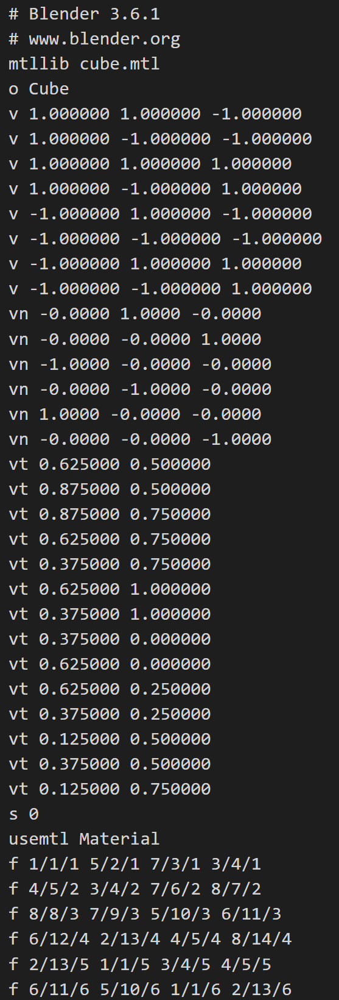 # Blender 3.6.1
# www.blender.org
mtllib cube.mtl
o Cube
v 1.000000 1.000000 -1.000000
v 1.000000 -1.000000 -1.000000
v 1.000000 1.000000 1.000000
v 1.000000 -1.000000 1.000000
v -1.000000 1.000000 -1.000000
v -1.000000 -1.000000 -1.000000
v -1.000000 1.000000 1.000000
v -1.000000 -1.000000 1.000000
vn -0.0000 1.0000 -0.0000
vn -0.0000 -0.0000 1.0000
vn -1.0000 -0.0000 -0.0000
vn -0.0000 -1.0000 -0.0000
vn 1.0000 -0.0000 -0.0000
vn -0.0000 -0.0000 -1.0000
vt 0.625000 0.500000
vt 0.875000 0.500000
vt 0.875000 0.750000
vt 0.625000 0.750000
vt 0.375000 0.750000
vt 0.625000 1.000000
vt 0.375000 1.000000
vt 0.375000 0.000000
vt 0.625000 0.000000
vt 0.625000 0.250000
vt 0.375000 0.250000
vt 0.125000 0.500000
vt 0.375000 0.500000
vt 0.125000 0.750000
s 0
usemtl Material
f 1/1/1 5/2/1 7/3/1 3/4/1
f 4/5/2 3/4/2 7/6/2 8/7/2
f 8/8/3 7/9/3 5/10/3 6/11/3
f 6/12/4 2/13/4 4/5/4 8/14/4
f 2/13/5 1/1/5 3/4/5 4/5/5
f 6/11/6 5/10/6 1/1/6 2/13/6